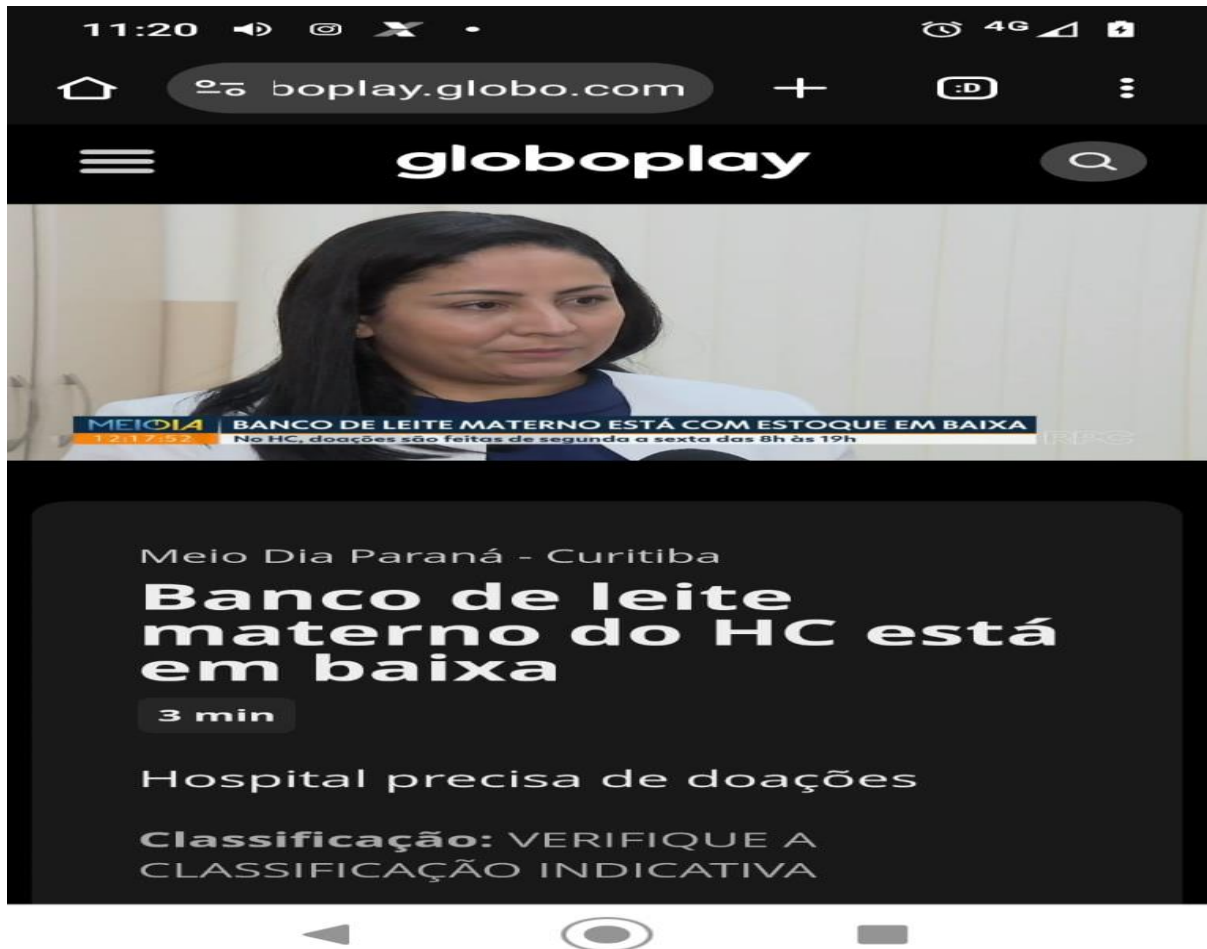 11:20
4G
boplay.globo.com
:D
globoplay
MEIODIA
BANCO DE LEITE MATERNO ESTÁ COM ESTOQUE EM BAIXA
12:17:52
No HC, doações são feitas de segunda a sexta das 8h às 19h
RPC
Meio Dia Paraná - Curitiba
Banco de leite
materno do HC está
em baixa
3 min
Hospital precisa de doações
Classificação: VERIFIQUE A
CLASSIFICAÇÃO INDICATIVA